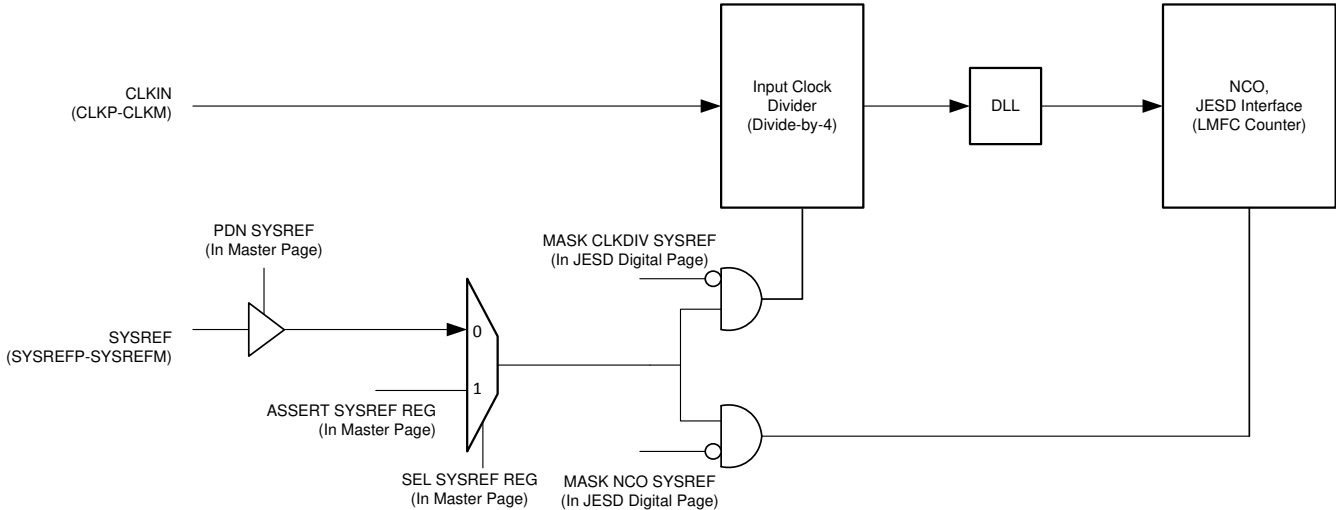 CLKIN
(CLKP-CLKM)
Input Clock
Divider
(Divide-by-4)
DLL
NCO,
JESD Interface
(LMFC Counter)
PDN SYSREF
(In Master Page)
MASK CLKDIV SYSREF
(In JESD Digital Page)
SYSREF
(SYSREFP-SYSREFM)
0
1
ASSERT SYSREF REG
(In Master Page)
SEL SYSREF REG
(In Master Page)
MASK NCO SYSREF
(In JESD Digital Page)